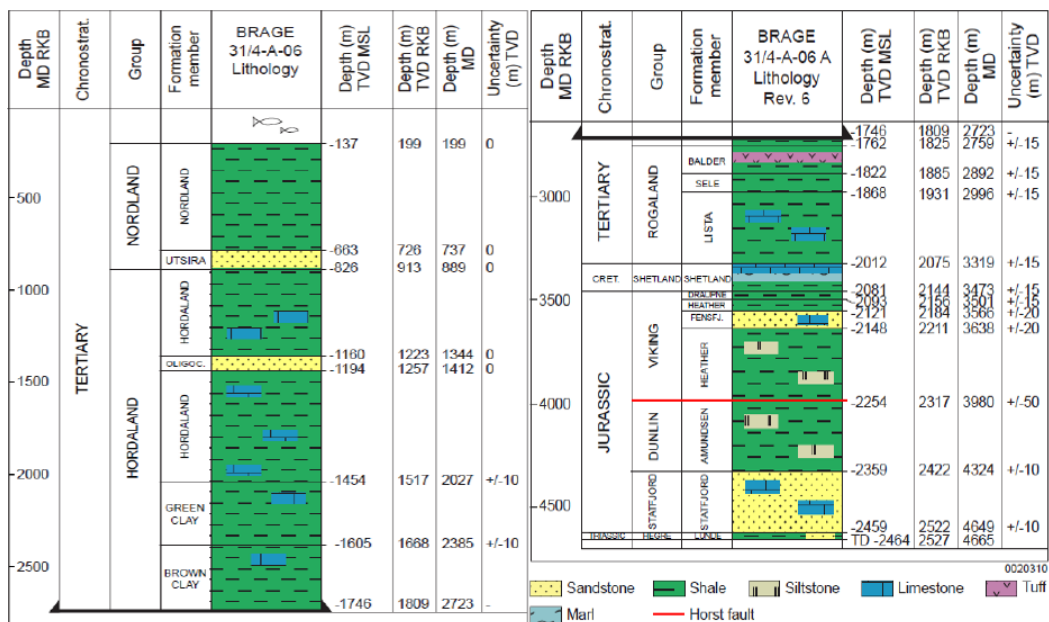 Depth MD RKB
Chronostrat.
Group
Formation member
BRAGE 31/4-A-06 Lithology
Depth (m) TVD MSL
Depth (m) TVD RKB
Depth (m) MD
Uncertainty (m) TVD
-137 199 199 0
500
NORDLAND
NORDLAND
-663 726 737 0
UTSIRA
-826 913 889 0
1000
HORDALAND
-1160 1223 1344 0
OLIGOC.
-1194 1257 1412 0
1500
TERTIARY
HORDALAND
HORDALAND
2000
-1454 1517 2027 +/-10
GREEN CLAY
-1605 1668 2385 +/-10
2500
BROWN CLAY
-1746 1809 2723 -
Depth MD RKB
Chronostrat.
Group
Formation member
BRAGE 31/4-A-06 A Lithology Rev. 6
Depth (m) TVD MSL
Depth (m) TVD RKB
Depth (m) MD
Uncertainty (m) TVD
-1746 1809 2723 -
-1762 1825 2759 +/-15
BALDER
-1822 1885 2892 +/-15
SELE
-1868 1931 2996 +/-15
3000
TERTIARY
ROGALAND
LISTA
-2012 2075 3319 +/-15
CRET. SHETLAND SHETLAND
-2081 2144 3473 +/-15
DRAUPNE
-2093 2156 3501 +/-15
3500
HEATHER
-2121 2184 3566 +/-20
FENSFJ.
-2148 2211 3638 +/-20
VIKING
HEATHER
-2254 2317 3980 +/-50
4000
JURASSIC
DUNLIN
AMUNDSEN
-2359 2422 4324 +/-10
4500
STATFJORD
STATFJORD
-2459 2522 4649 +/-10
TRIASSIC HEGRE LUNDE
TD -2464 2527 4665
0020310
Sandstone
Shale
Siltstone
Limestone
Tuff
Marl
Horst fault